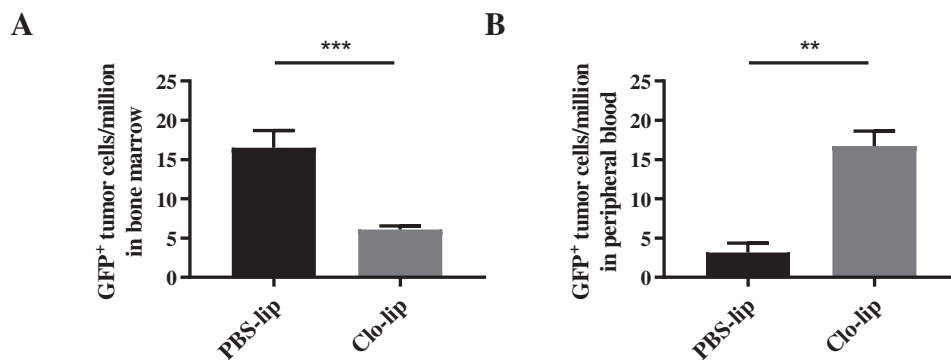 A
***
GFP+ tumor cells/million
in bone marrow
25
20
15
10
5
0
PBS-lip
Clo-lip
B
**
GFP+ tumor cells/million
in peripheral blood
25
20
15
10
5
0
PBS-lip
Clo-lip